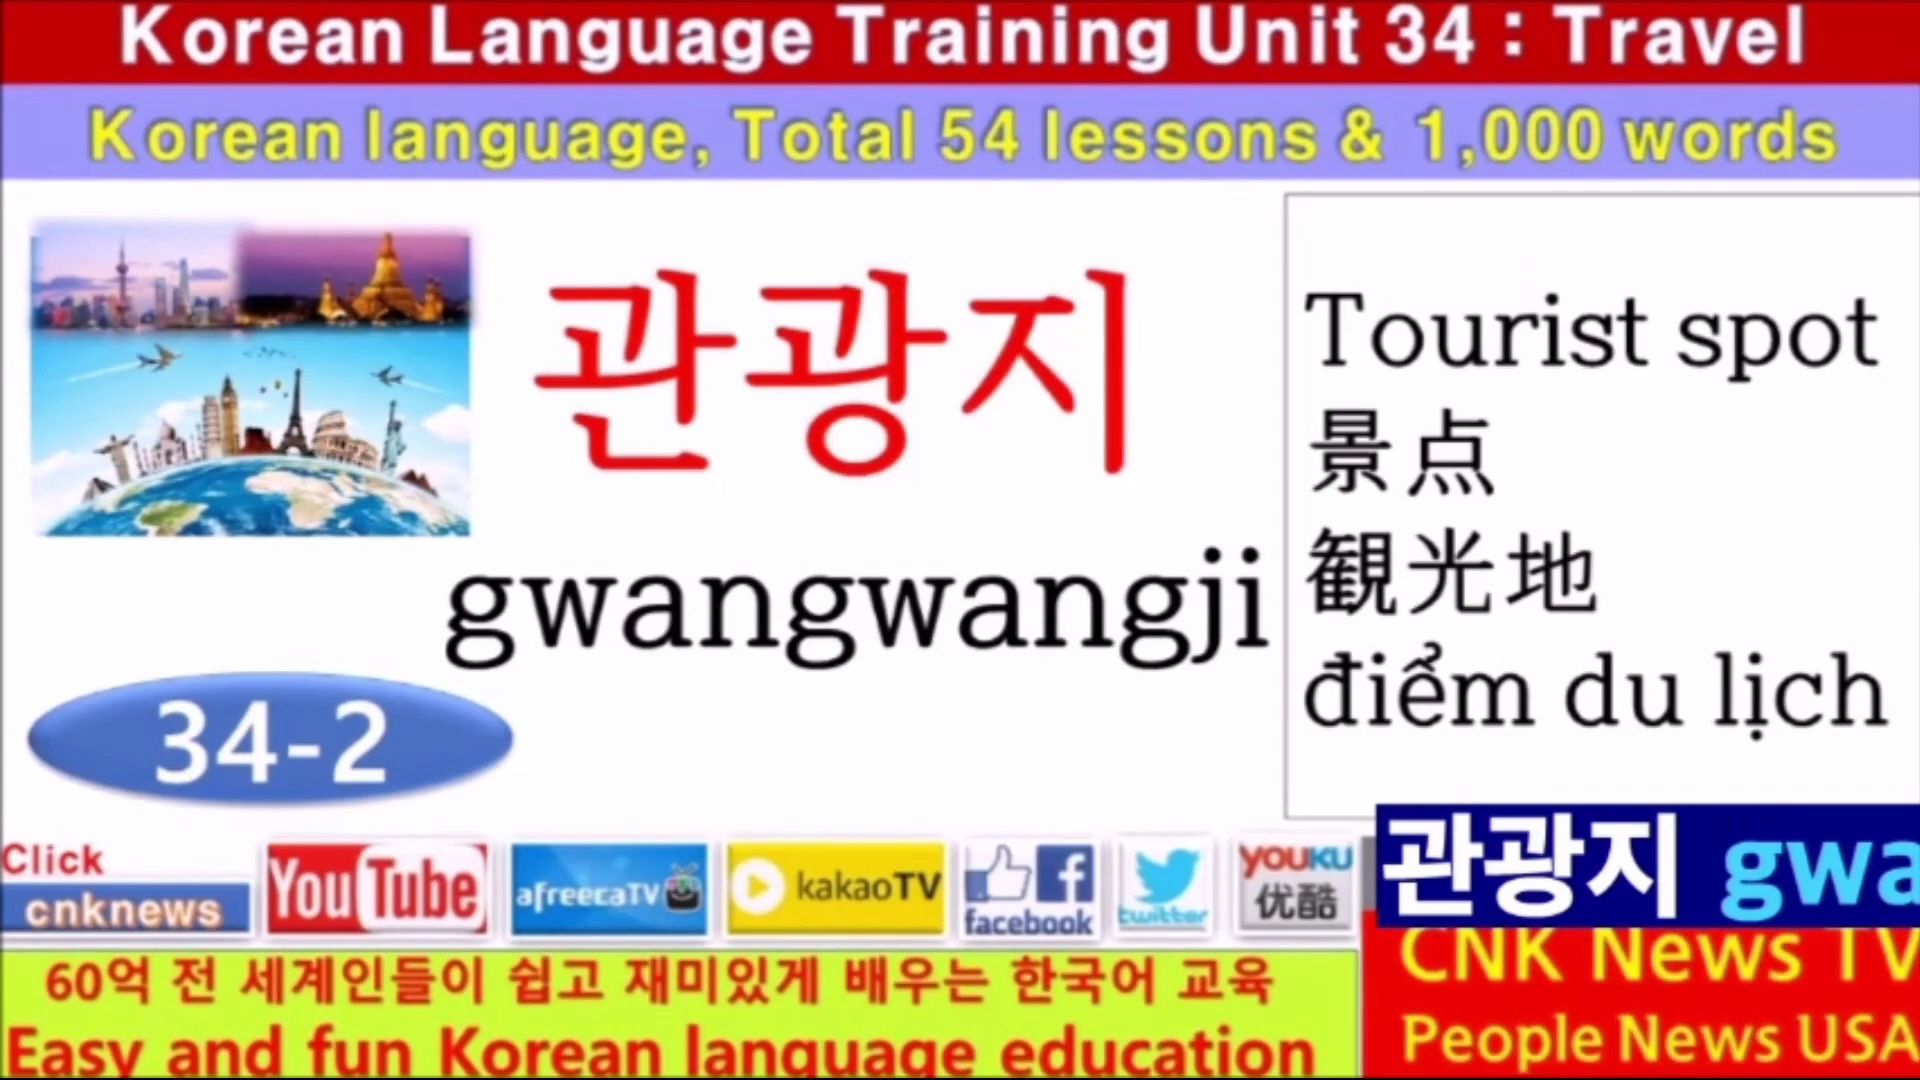 Korean Language Training Unit 34 : Travel
Korean language, Total 54 lessons & 1,000 words
관광지
gwangwangji
34-2
Tourist spot
景点
観光地
điểm du lịch
관광지 gwa
Click
cnknews
YouTube
afreecaTV
kakaoTV
facebook
twitter
YOUKU
优酷
60억 전 세계인들이 쉽고 재미있게 배우는 한국어 교육
Easy and fun Korean language education
CNK News TV
People News USA